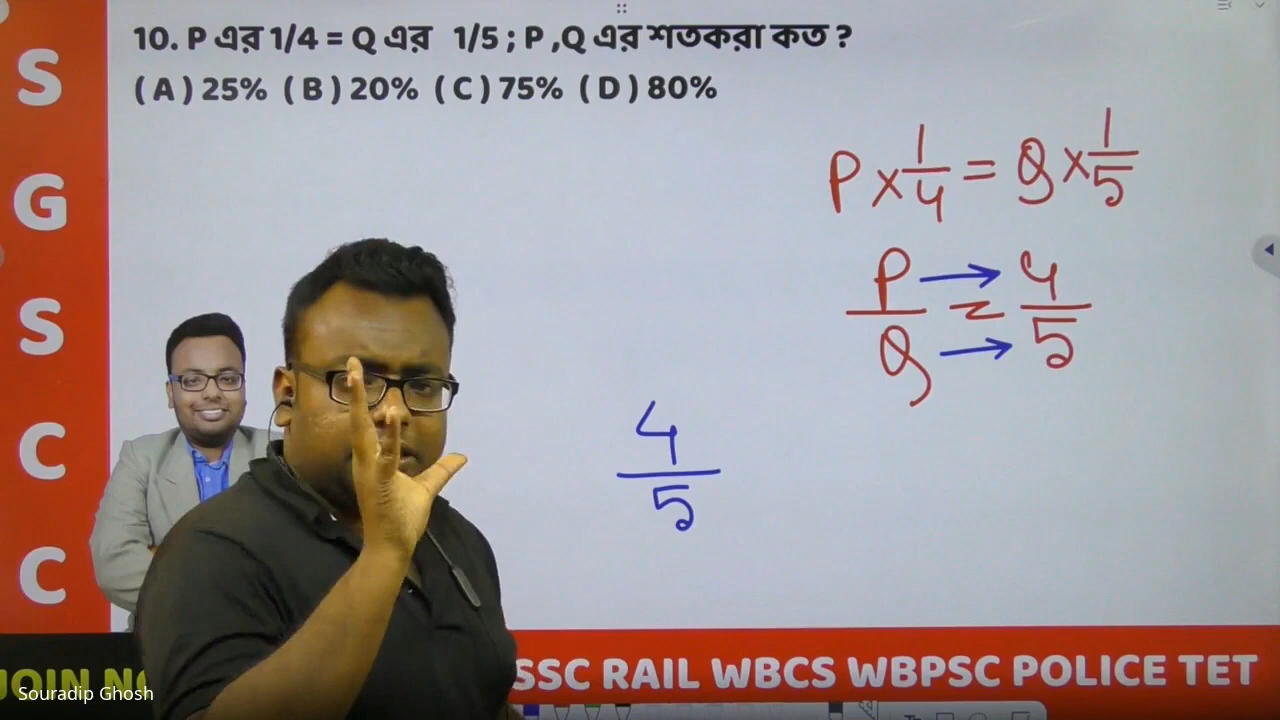 10. P এর 1/4 = Q এর 1/5 ; P ,Q এর শতকরা কত ?
( A ) 25% ( B ) 20% ( C ) 75% ( D ) 80%
P × 1/4 = Q × 1/5
P/Q = 4/5
4/5
S
G
S
C
C
JOIN
SSC RAIL WBCS WBPSC POLICE TET
Souradip Ghosh